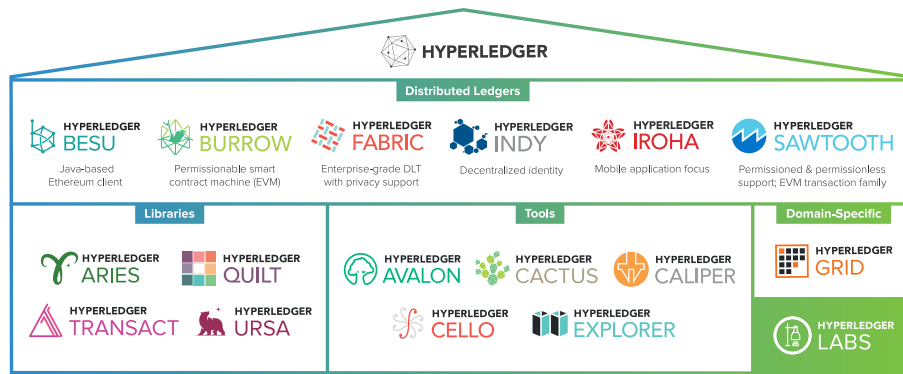 HYPERLEDGER
Distributed Ledgers
HYPERLEDGER
BESU
Java-based
Ethereum client
HYPERLEDGER
BURROW
Permissionable smart
contract machine (EVM)
HYPERLEDGER
FABRIC
Enterprise-grade DLT
with privacy support
HYPERLEDGER
INDY
Decentralized identity
HYPERLEDGER
IROHA
Mobile application focus
HYPERLEDGER
SAWTOOTH
Permissioned & permissionless
support; EVM transaction family
Libraries
HYPERLEDGER
ARIES
HYPERLEDGER
QUILT
HYPERLEDGER
TRANSACT
HYPERLEDGER
URSA
Tools
HYPERLEDGER
AVALON
HYPERLEDGER
CACTUS
HYPERLEDGER
CALIPER
HYPERLEDGER
CELLO
HYPERLEDGER
EXPLORER
Domain-Specific
HYPERLEDGER
GRID
HYPERLEDGER
LABS